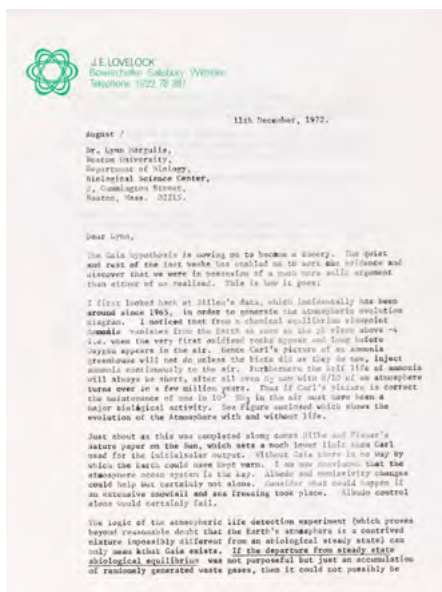 J.E. LOVELOCK
Bowerchalke Salisbury Wiltshire
Telephone
11th December, 1972.
August /
Dr. Lynn Margulis,
Boston University,
Department of Biology,
Biological Science Center,
2, Cummington Street,
Boston, Mass. 02215.
Dear Lynn,
The Gaia hypothesis is moving on to become a theory. The quiet
and rest of the last weeks has enabled me to sort the evidence and
discover that we were in possession of a much more solid argument
than either of us realised. This is how it goes:
I first looked back at Sillen's data, which incidentally has been
around since 1965, in order to generate the atmospheric evolution
diagram. I noticed that from a chemical equilibrium viewpoint
Ammonia vanished from the Earth as soon as the pE rises above -4
i.e. when the very first oxidised rocks appear and long before
oxygen appears in the air. Hence Carl's picture of an ammonia
greenhouse will not do unless the biota did as they do now, inject
ammonia continuously to the air. Furthermore the half life of ammonia
will always be short, after all even by now with 8/10 of an atmosphere
turns over in a few million years. Thus if Carl's picture is correct
the maintenance of one in in the air must have been a
major biological activity. See Figure enclosed which shows the
evolution of the Atmosphere with and without life.
Just about as this was completed along comes
nature paper on the Sun, which sets a much lower than Carl
used for the initial solar output. Without Gaia there is no way by
which the Earth could have kept warm. I am now convinced that the
atmosphere ocean system is the key. Albedo and emissivity changes
could help but certainly not alone. Consider what could happen if
an extensive snowfall and sea freezing took place. Albedo control
alone would certainly fail.
The logic of the atmospheric life detection experiment (which proves
beyond reasonable doubt that the Earth's atmosphere is a contrived
mixture impossibly different from an abiological steady state) can
only mean that Gaia exists. If the departure from steady state
abiological equilibrium was not purposeful but just an accumulation
of randomly generated waste gases, then it could not possibly be